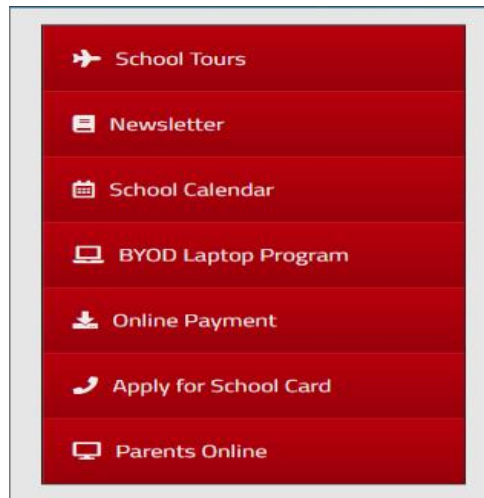 School Tours
Newsletter
School Calendar
BYOD Laptop Program
Online Payment
Apply for School Card
Parents Online